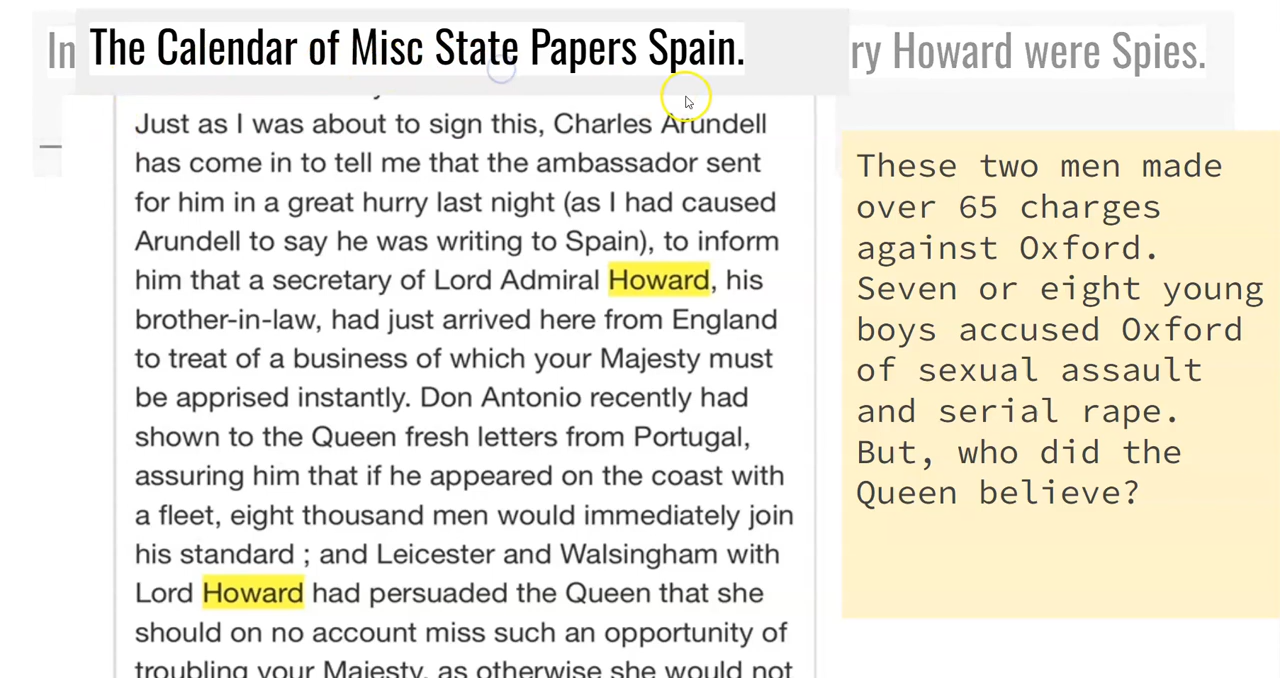 In
The Calendar of Misc State Papers Spain.
ry Howard were Spies.
Just as I was about to sign this, Charles Arundell
has come in to tell me that the ambassador sent
for him in a great hurry last night (as I had caused
Arundell to say he was writing to Spain), to inform
him that a secretary of Lord Admiral Howard, his
brother-in-law, had just arrived here from England
to treat of a business of which your Majesty must
be apprised instantly. Don Antonio recently had
shown to the Queen fresh letters from Portugal,
assuring him that if he appeared on the coast with
a fleet, eight thousand men would immediately join
his standard ; and Leicester and Walsingham with
Lord Howard had persuaded the Queen that she
should on no account miss such an opportunity of
troubling your Majesty, as otherwise she would not
These two men made
over 65 charges
against Oxford.
Seven or eight young
boys accused Oxford
of sexual assault
and serial rape.
But, who did the
Queen believe?